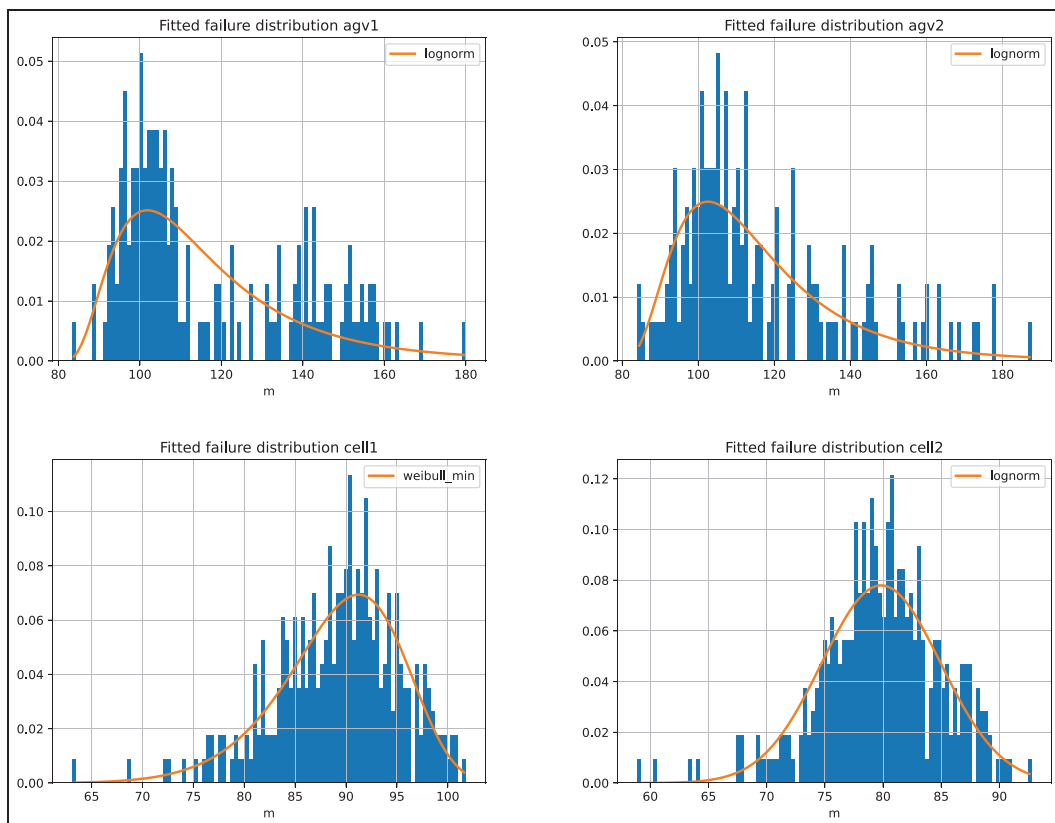 Fitted failure distribution agv1
lognorm
0.05
0.04
0.03
0.02
0.01
0.00
80 100 120 140 160 180
m
Fitted failure distribution agv2
lognorm
0.05
0.04
0.03
0.02
0.01
0.00
80 100 120 140 160 180
m
Fitted failure distribution cell1
weibull_min
0.10
0.08
0.06
0.04
0.02
0.00
65 70 75 80 85 90 95 100
m
Fitted failure distribution cell2
lognorm
0.12
0.10
0.08
0.06
0.04
0.02
0.00
60 65 70 75 80 85 90
m